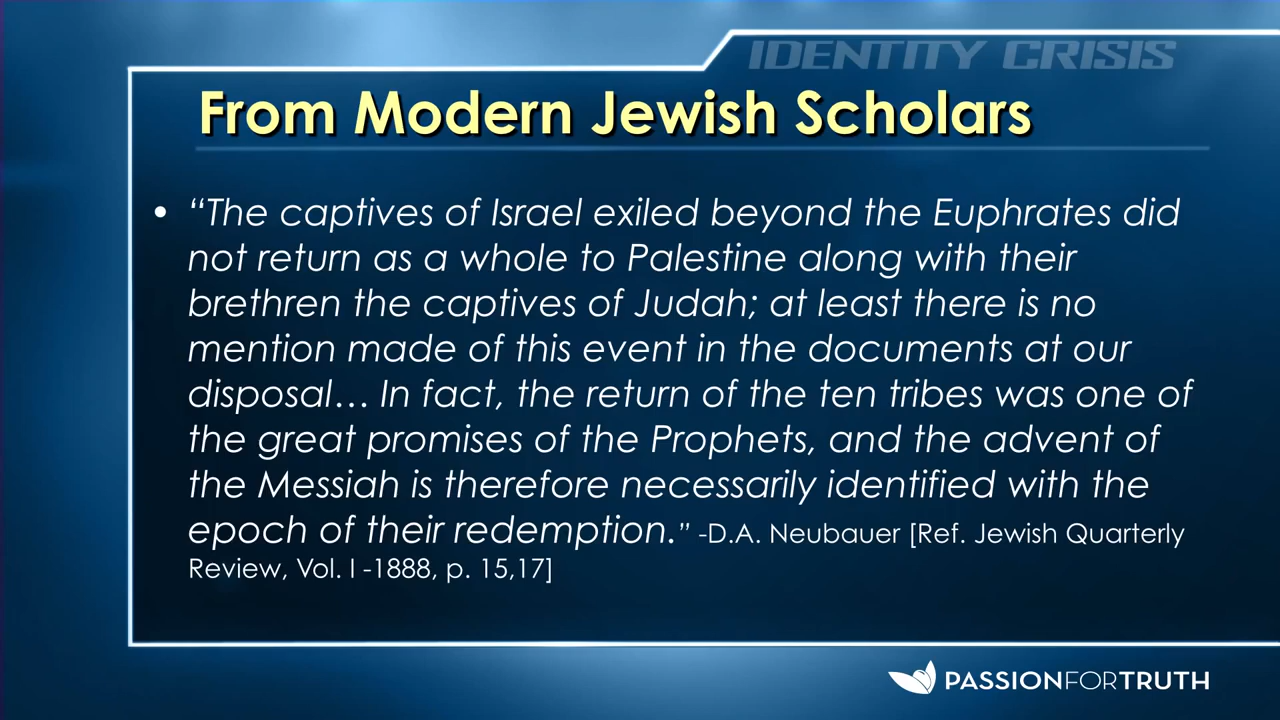 IDENTITY CRISIS
From Modern Jewish Scholars
• “The captives of Israel exiled beyond the Euphrates did
not return as a whole to Palestine along with their
brethren the captives of Judah; at least there is no
mention made of this event in the documents at our
disposal… In fact, the return of the ten tribes was one of
the great promises of the Prophets, and the advent of
the Messiah is therefore necessarily identified with the
epoch of their redemption.” -D.A. Neubauer [Ref. Jewish Quarterly
Review, Vol. I -1888, p. 15,17]
PASSIONFORTRUTH